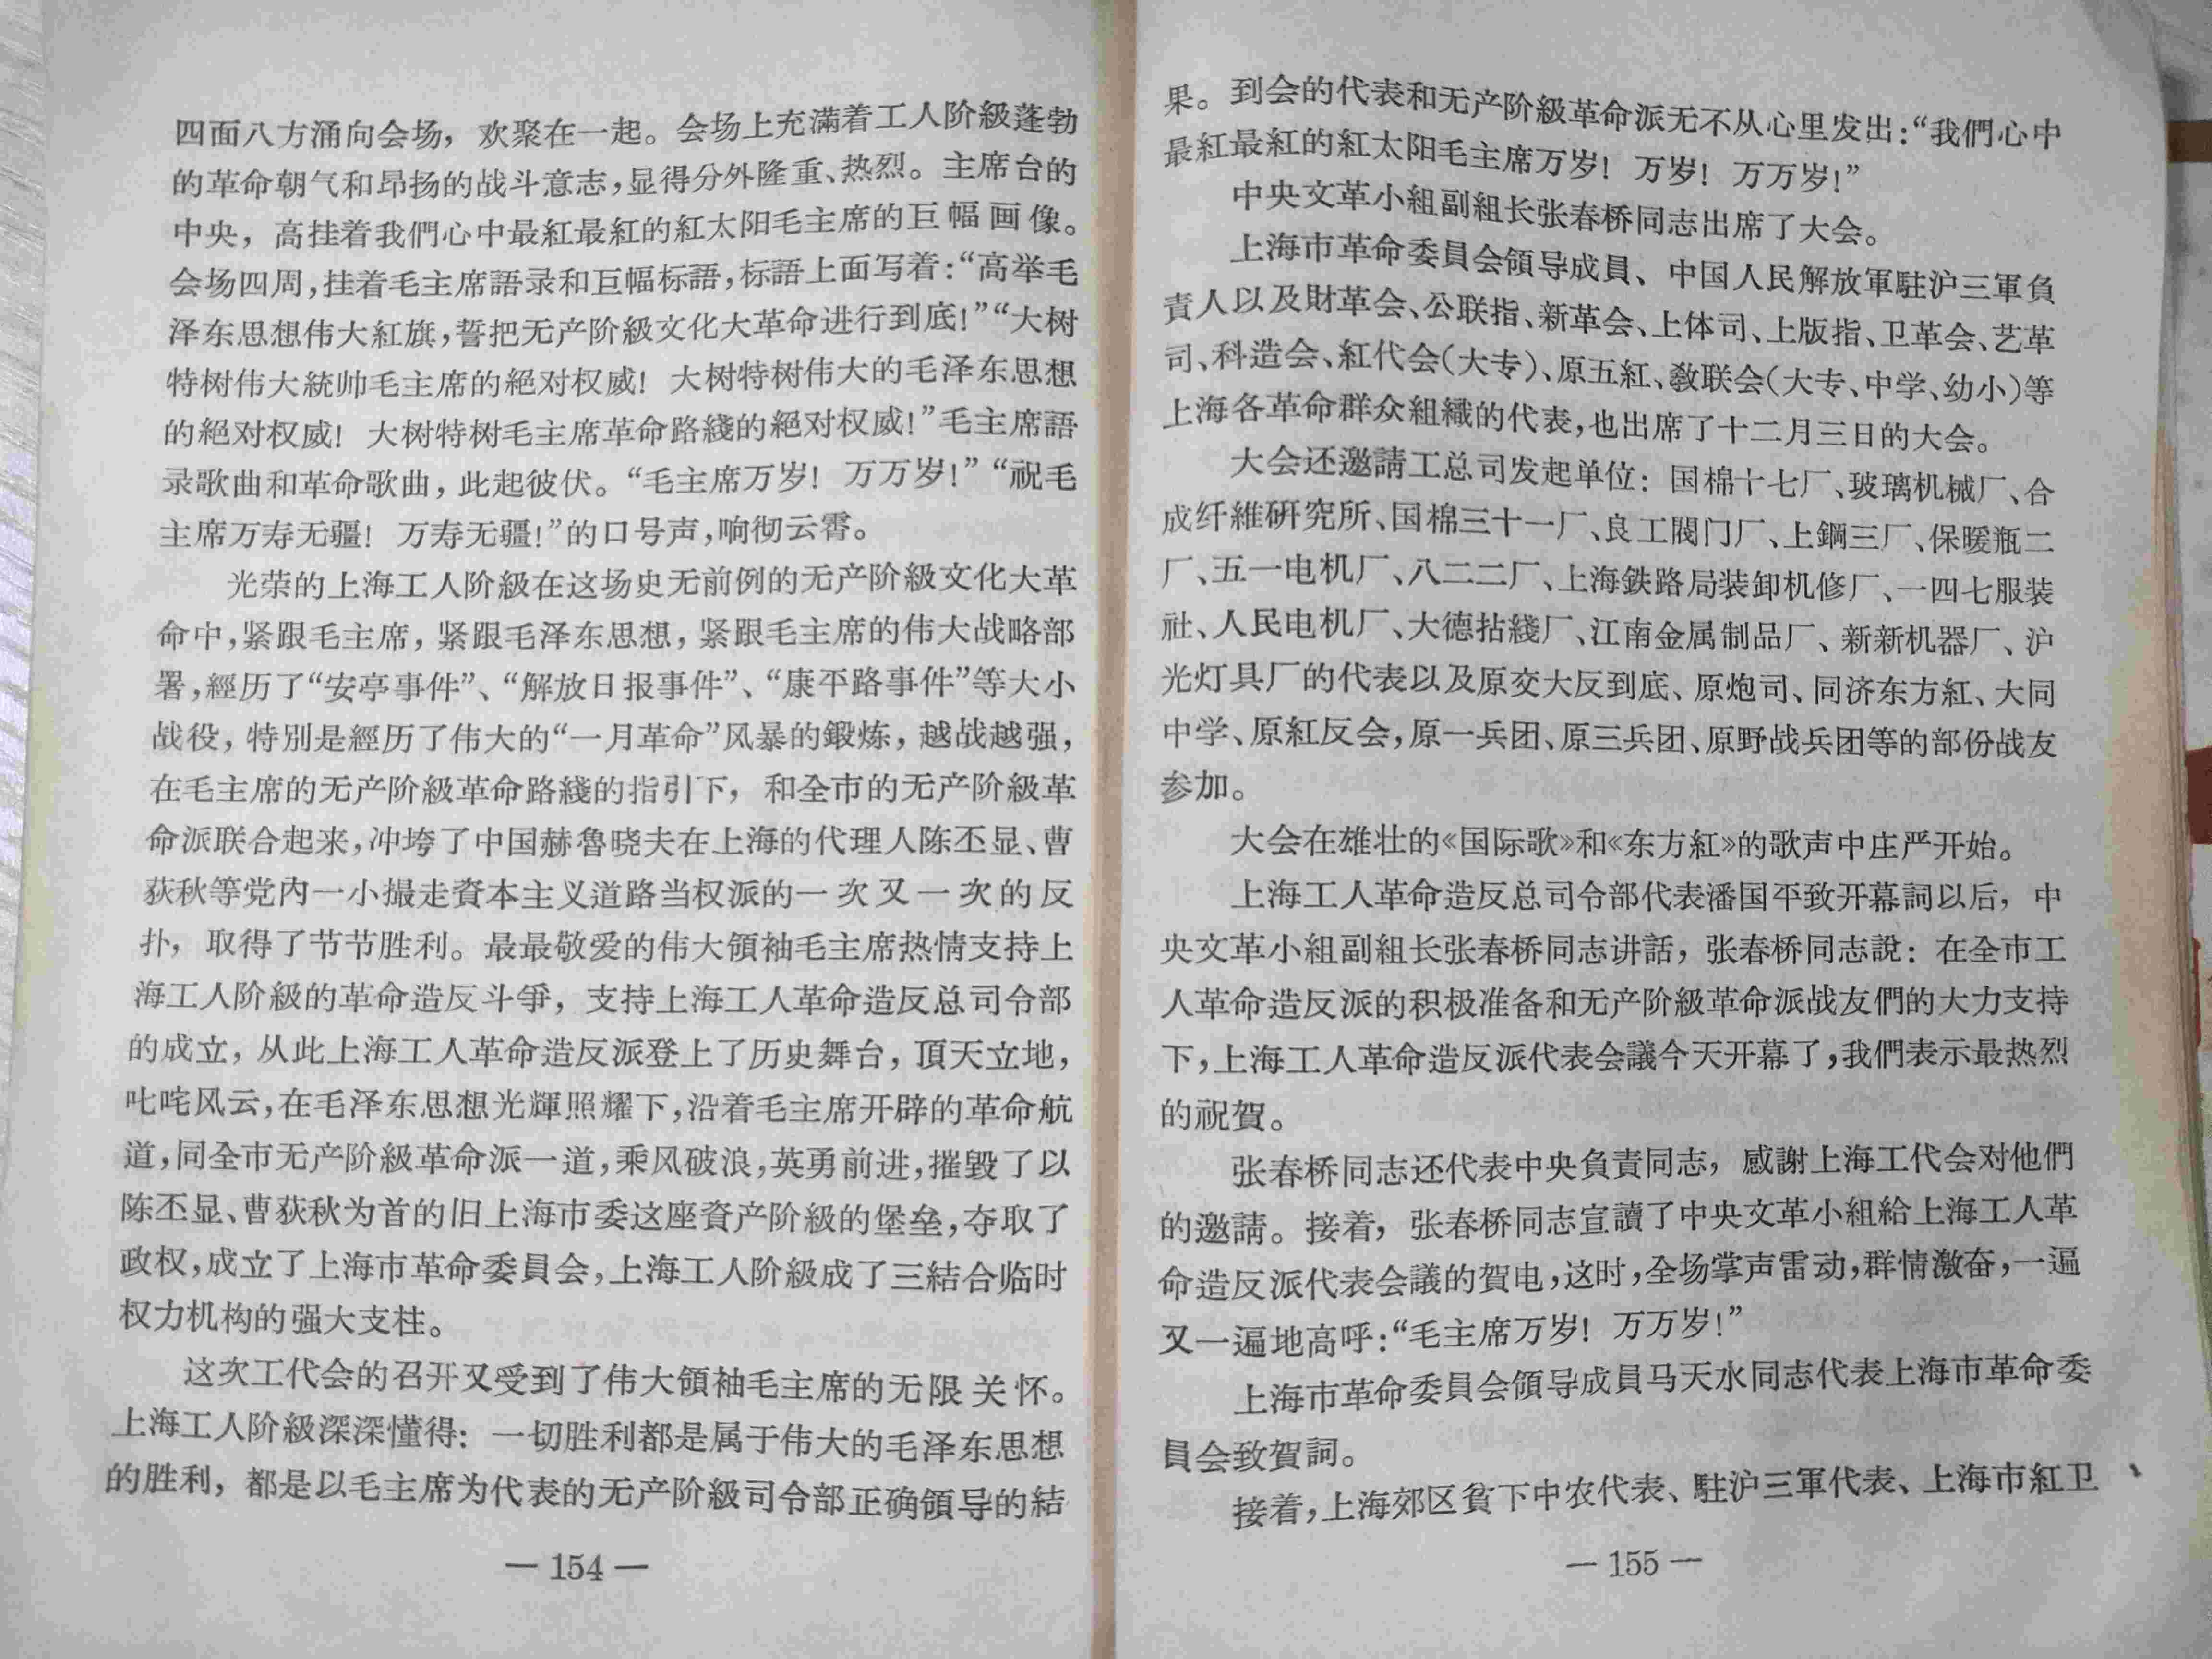 四面八方涌向会场，欢聚在一起。会场上充滿着工人阶級蓬勃
的革命朝气和昂扬的战斗意志，显得分外隆重、热烈。主席台的
中央，高挂着我們心中最紅最紅的紅太阳毛主席的巨幅画像。
会场四周，挂着毛主席語录和巨幅标語，标語上面写着：“高举毛
泽东思想伟大紅旗，誓把无产阶級文化大革命进行到底！”“大树
特树伟大統帅毛主席的絕对权威！大树特树伟大的毛泽东思想
的絕对权威！大树特树毛主席革命路綫的絕对权威！”毛主席語
录歌曲和革命歌曲，此起彼伏。“毛主席万岁！万万岁！”“祝毛
主席万寿无疆！万寿无疆！”的口号声，响彻云霄。
光荣的上海工人阶級在这场史无前例的无产阶級文化大革
命中，紧跟毛主席，紧跟毛泽东思想，紧跟毛主席的伟大战略部
署，經历了“安亭事件”、“解放日报事件”、“康平路事件”等大小
战役，特別是經历了伟大的“一月革命”风暴的鍛炼，越战越强，
在毛主席的无产阶級革命路綫的指引下，和全市的无产阶級革
命派联合起来，冲垮了中国赫魯晓夫在上海的代理人陈丕显、曹
荻秋等党內一小撮走資本主义道路当权派的一次又一次的反
扑，取得了节节胜利。最最敬爱的伟大領袖毛主席热情支持上
海工人阶級的革命造反斗爭，支持上海工人革命造反总司令部
的成立，从此上海工人革命造反派登上了历史舞台，頂天立地，
叱咤风云，在毛泽东思想光輝照耀下，沿着毛主席开辟的革命航
道，同全市无产阶級革命派一道，乘风破浪，英勇前进，摧毀了以
陈丕显、曹荻秋为首的旧上海市委这座資产阶級的堡垒，夺取了
政权，成立了上海市革命委員会，上海工人阶級成了三結合临时
权力机构的强大支柱。
这次工代会的召开又受到了伟大領袖毛主席的无限关怀。
上海工人阶級深深懂得：一切胜利都是属于伟大的毛泽东思想
的胜利，都是以毛主席为代表的无产阶級司令部正确領导的結
— 154 —
果。到会的代表和无产阶級革命派无不从心里发出：“我們心中
最紅最紅的紅太阳毛主席万岁！万岁！万万岁！”
中央文革小組副組长张春桥同志出席了大会。
上海市革命委員会領导成員、中国人民解放軍駐沪三軍負
責人以及財革会、公联指、新革会、上体司、上版指、卫革会、艺革
司、科造会、紅代会（大专）、原五紅、教联会（大专、中学、幼小）等
上海各革命群众組織的代表，也出席了十二月三日的大会。
大会还邀請工总司发起单位：国棉十七厂、玻璃机械厂、合
成纤維研究所、国棉三十一厂、良工閥门厂、上鋼三厂、保暖瓶二
厂、五一电机厂、八二二厂、上海鉄路局装卸机修厂、一四七服装
社、人民电机厂、大德拈綫厂、江南金属制品厂、新新机器厂、沪
光灯具厂的代表以及原交大反到底、原炮司、同济东方紅、大同
中学、原紅反会，原一兵团、原三兵团、原野战兵团等的部份战友
参加。
大会在雄壮的《国际歌》和《东方紅》的歌声中庄严开始。
上海工人革命造反总司令部代表潘国平致开幕詞以后，中
央文革小組副組长张春桥同志讲話，张春桥同志說：在全市工
人革命造反派的积极准备和无产阶級革命派战友們的大力支持
下，上海工人革命造反派代表会議今天开幕了，我們表示最热烈
的祝賀。
张春桥同志还代表中央負責同志，感謝上海工代会对他們
的邀請。接着，张春桥同志宣讀了中央文革小組給上海工人革
命造反派代表会議的賀电，这时，全场掌声雷动，群情激奋，一遍
又一遍地高呼：“毛主席万岁！万万岁！”
上海市革命委員会領导成員马天水同志代表上海市革命委
員会致賀詞。
接着，上海郊区貧下中农代表、駐沪三軍代表、上海市紅卫
— 155 —